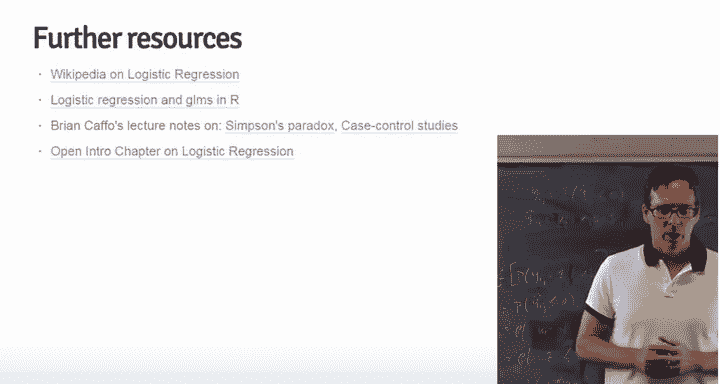 Further resources
Wikipedia on Logistic Regression
Logistic regression and glms in R
Brian Caffo's lecture notes on: Simpson's paradox, Case-control studies
Open Intro Chapter on Logistic Regression